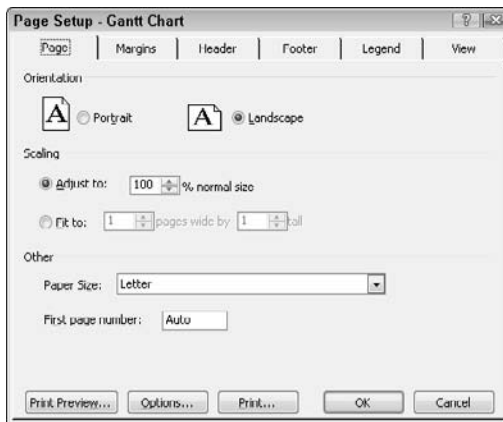 Page Setup - Gantt Chart
Page Margins Header Footer Legend View
Orientation
A Portrait A Landscape
Scaling
Adjust to: 100 % normal size
Fit to: 1 pages wide by 1 tall
Other
Paper Size: Letter
First page number: Auto
Print Preview... Options... Print... OK Cancel